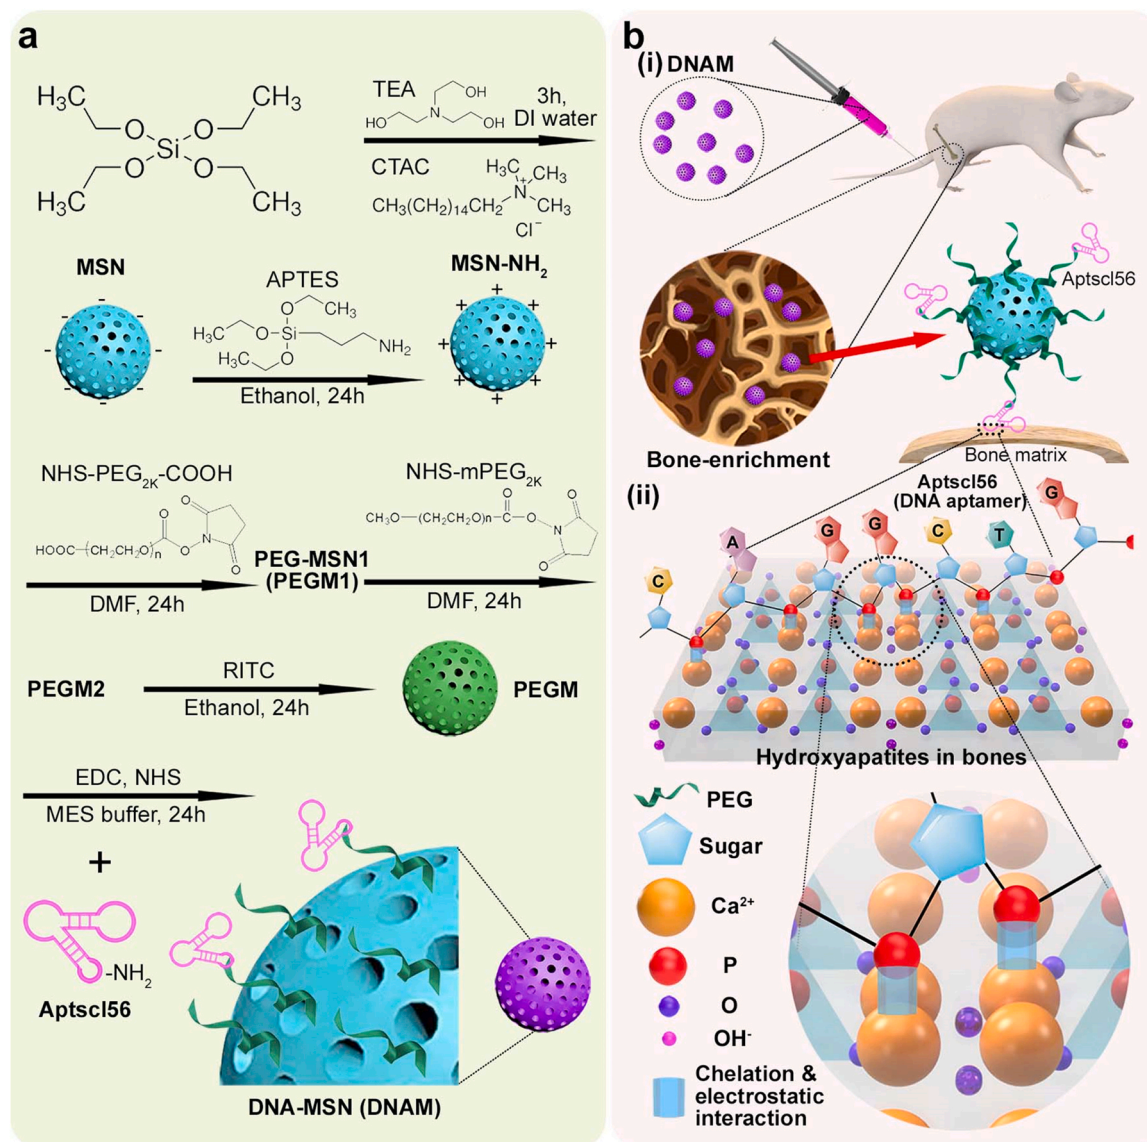 a
H₃C
CH₃
O
O
Si
O
O
H₃C
CH₃
TEA
OH
N
HO
OH
3h,
DI water
CTAC
H₃C
CH₃
N⁺
CH₃(CH₂)₁₄CH₂
CH₃
Cl⁻
MSN
MSN-NH₂
APTES
O
CH₃
H₃C
O
Si
NH₂
H₃C
O
Ethanol, 24h
NHS-PEG₂ₖ-COOH
HOOC
(CH₂CH₂O)n
O
O
N
O
O
DMF, 24h
PEG-MSN1
(PEGM1)
NHS-mPEG₂ₖ
CH₃O
(CH₂CH₂O)n
O
O
N
O
O
DMF, 24h
PEGM2
RITC
Ethanol, 24h
PEGM
EDC, NHS
MES buffer, 24h
+
-NH₂
Aptscl56
DNA-MSN (DNAM)
b
(i) DNAM
Aptscl56
Bone-enrichment
Bone matrix
(ii)
Aptscl56
(DNA aptamer)
C
A
G
G
C
T
G
Hydroxyapatites in bones
PEG
Sugar
Ca²⁺
P
O
OH⁻
Chelation &
electrostatic
interaction